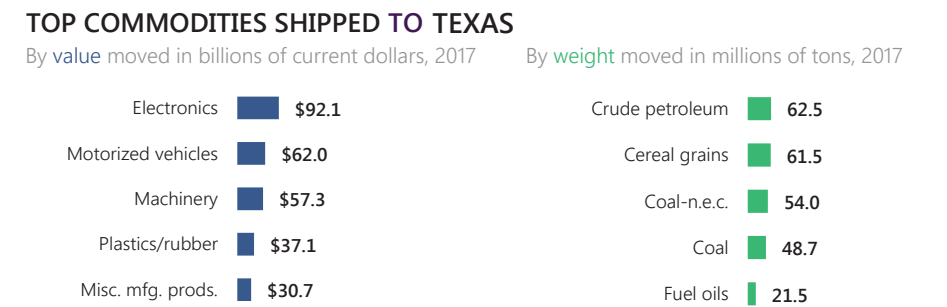 TOP COMMODITIES SHIPPED TO TEXAS
By value moved in billions of current dollars, 2017
Electronics $92.1
Motorized vehicles $62.0
Machinery $57.3
Plastics/rubber $37.1
Misc. mfg. prods. $30.7
By weight moved in millions of tons, 2017
Crude petroleum 62.5
Cereal grains 61.5
Coal-n.e.c. 54.0
Coal 48.7
Fuel oils 21.5